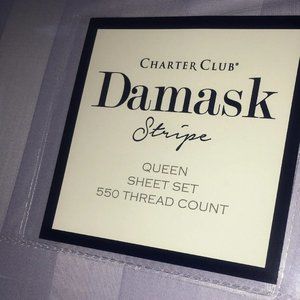 CHARTER CLUB®
Damask
Stripe
QUEEN
SHEET SET
550 THREAD COUNT